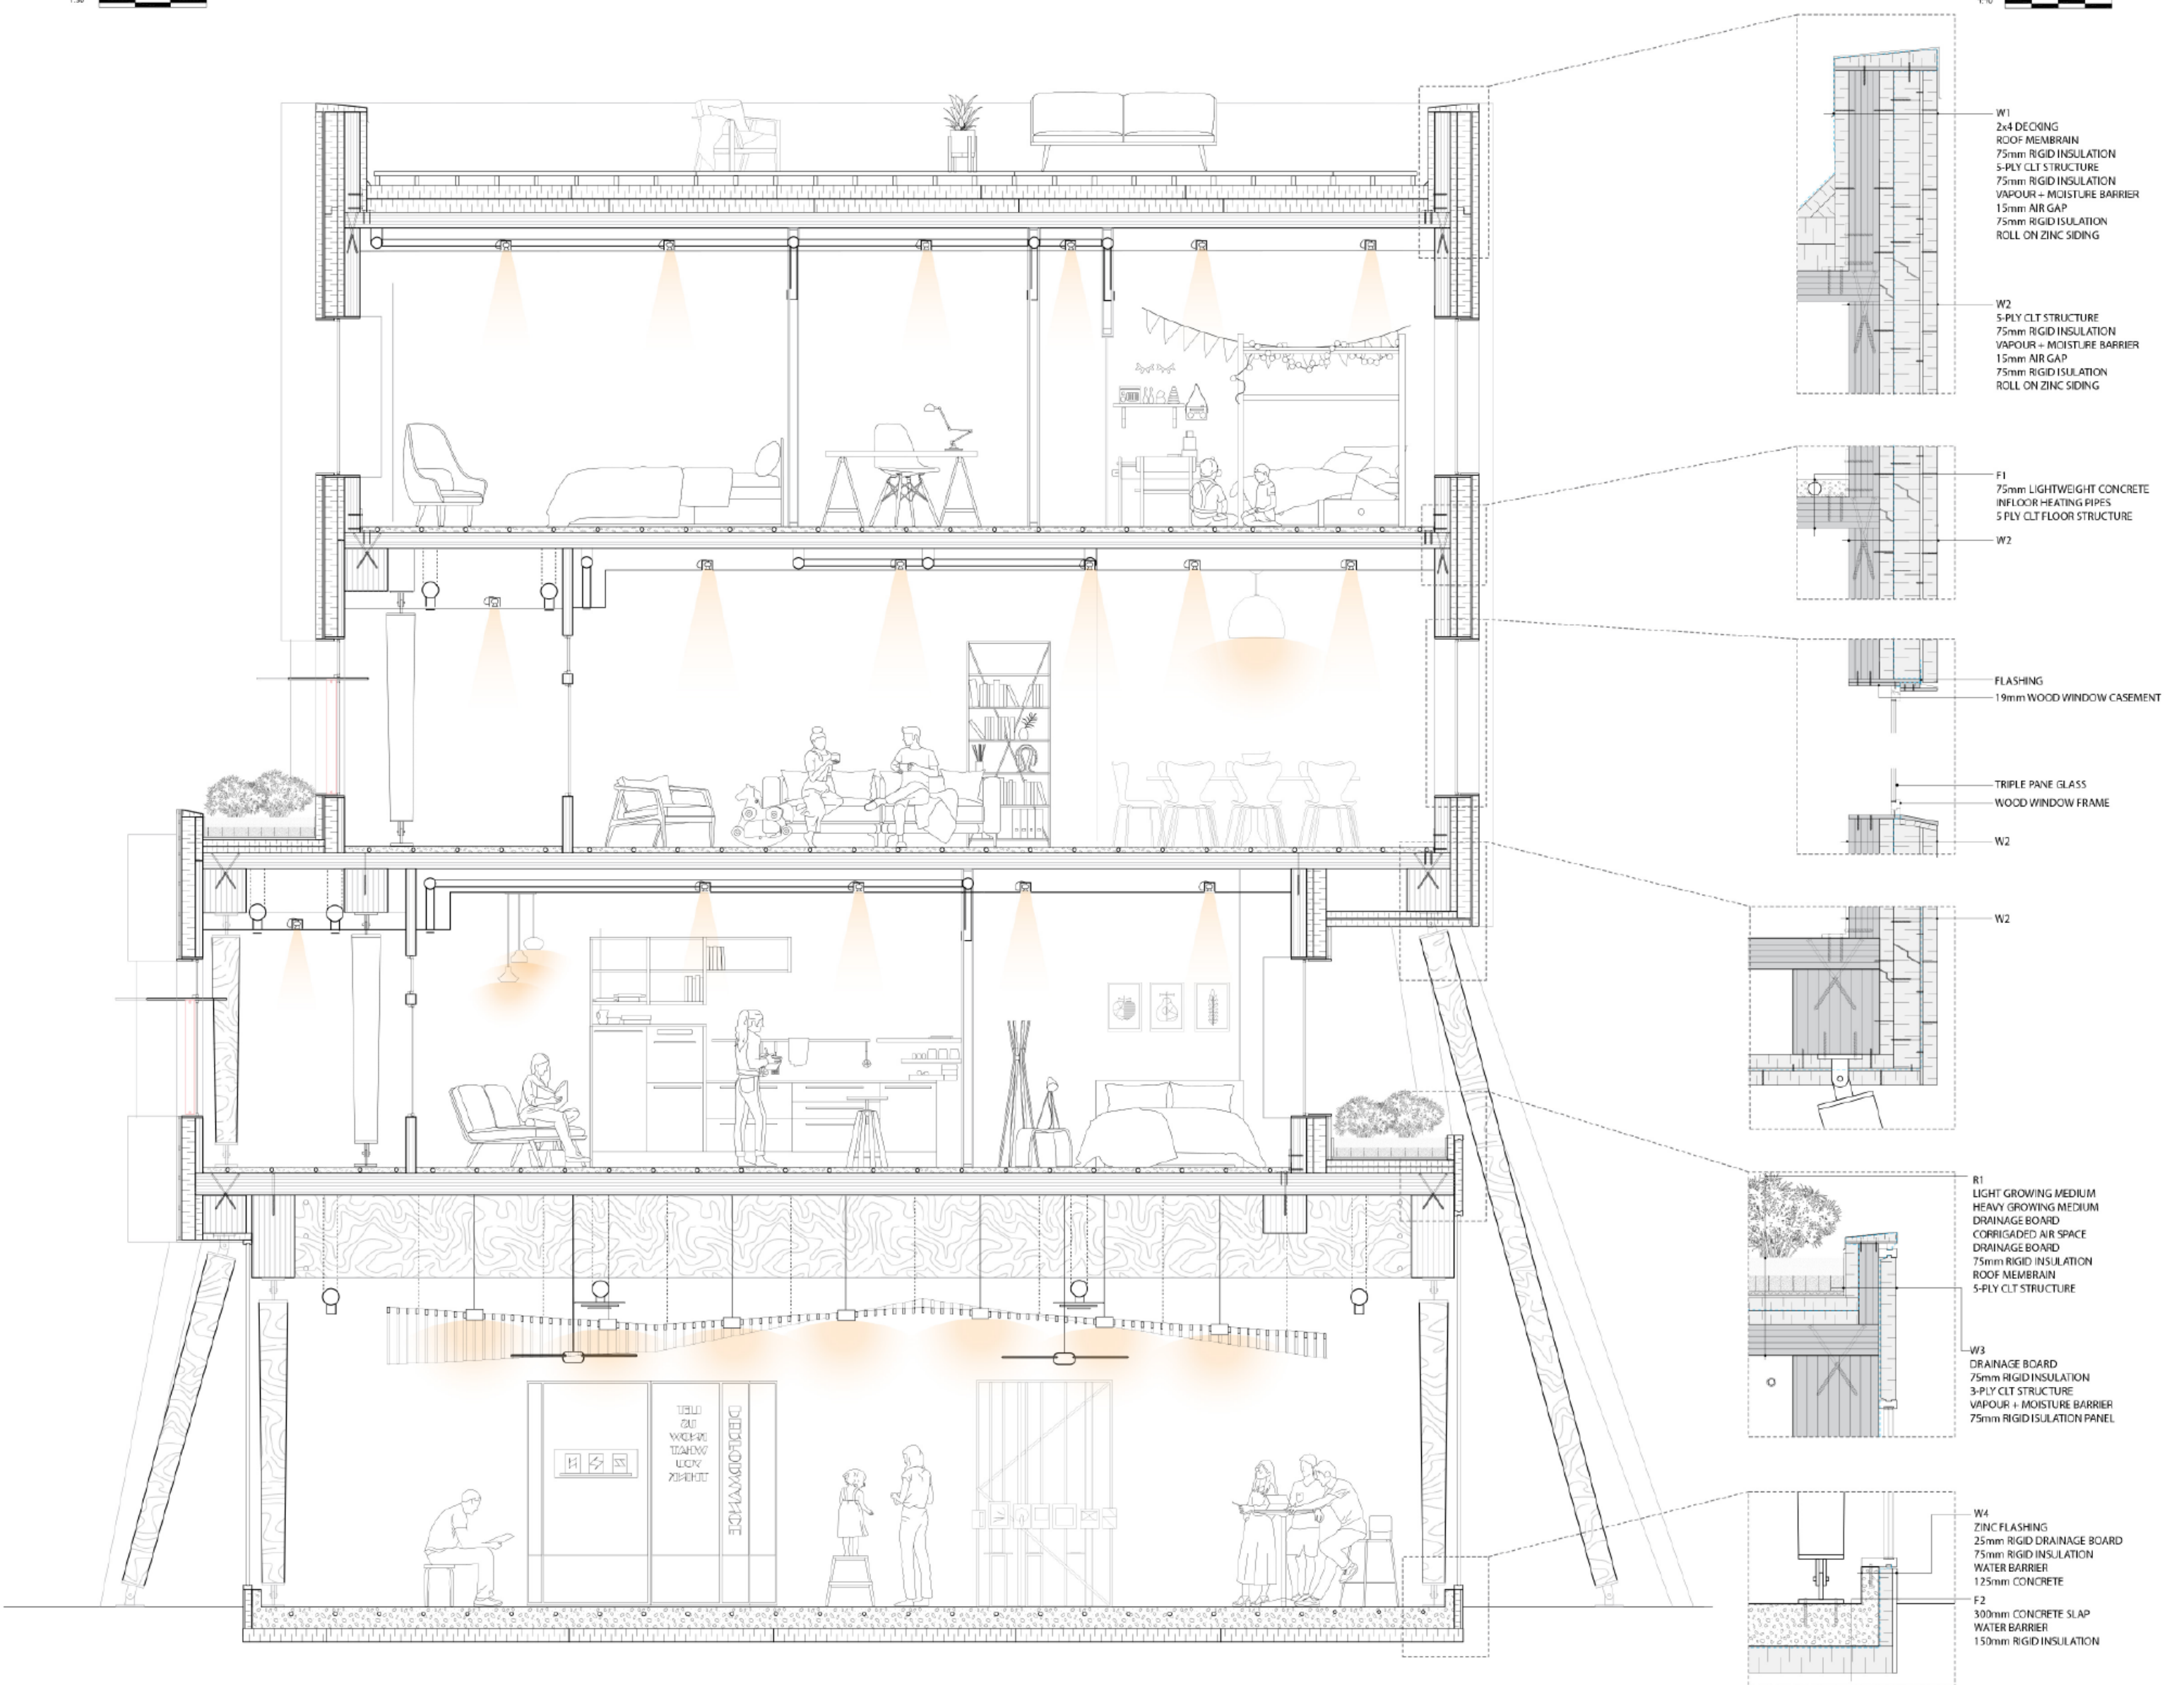 W1
2x4 DECKING
ROOF MEMBRAIN
75mm RIGID INSULATION
5-PLY CLT STRUCTURE
75mm RIGID INSULATION
VAPOUR + MOISTURE BARRIER
15mm AIR GAP
75mm RIGID ISULATION
ROLL ON ZINC SIDING
W2
5-PLY CLT STRUCTURE
75mm RIGID INSULATION
VAPOUR + MOISTURE BARRIER
15mm AIR GAP
75mm RIGID ISULATION
ROLL ON ZINC SIDING
F1
75mm LIGHTWEIGHT CONCRETE
INFLOOR HEATING PIPES
5 PLY CLT FLOOR STRUCTURE
W2
FLASHING
19mm WOOD WINDOW CASEMENT
TRIPLE PANE GLASS
WOOD WINDOW FRAME
W2
W2
R1
LIGHT GROWING MEDIUM
HEAVY GROWING MEDIUM
DRAINAGE BOARD
CORRIGADED AIR SPACE
DRAINAGE BOARD
75mm RIGID INSULATION
ROOF MEMBRAIN
5-PLY CLT STRUCTURE
W3
DRAINAGE BOARD
75mm RIGID INSULATION
3-PLY CLT STRUCTURE
VAPOUR + MOISTURE BARRIER
75mm RIGID ISULATION PANEL
LET
US
KNOW
WHAT
YOU
THINK
W4
ZINC FLASHING
25mm RIGID DRAINAGE BOARD
75mm RIGID INSULATION
WATER BARRIER
125mm CONCRETE
F2
300mm CONCRETE SLAP
WATER BARRIER
150mm RIGID INSULATION